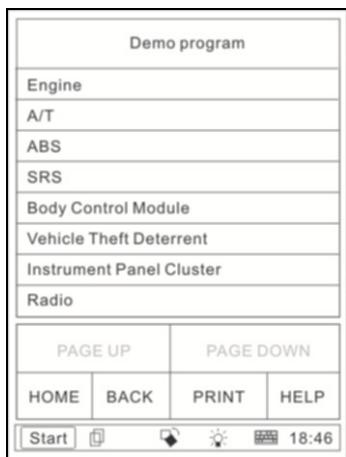 Demo program
Engine
A/T
ABS
SRS
Body Control Module
Vehicle Theft Deterrent
Instrument Panel Cluster
Radio
PAGE UP PAGE DOWN
HOME BACK PRINT HELP
Start 18:46